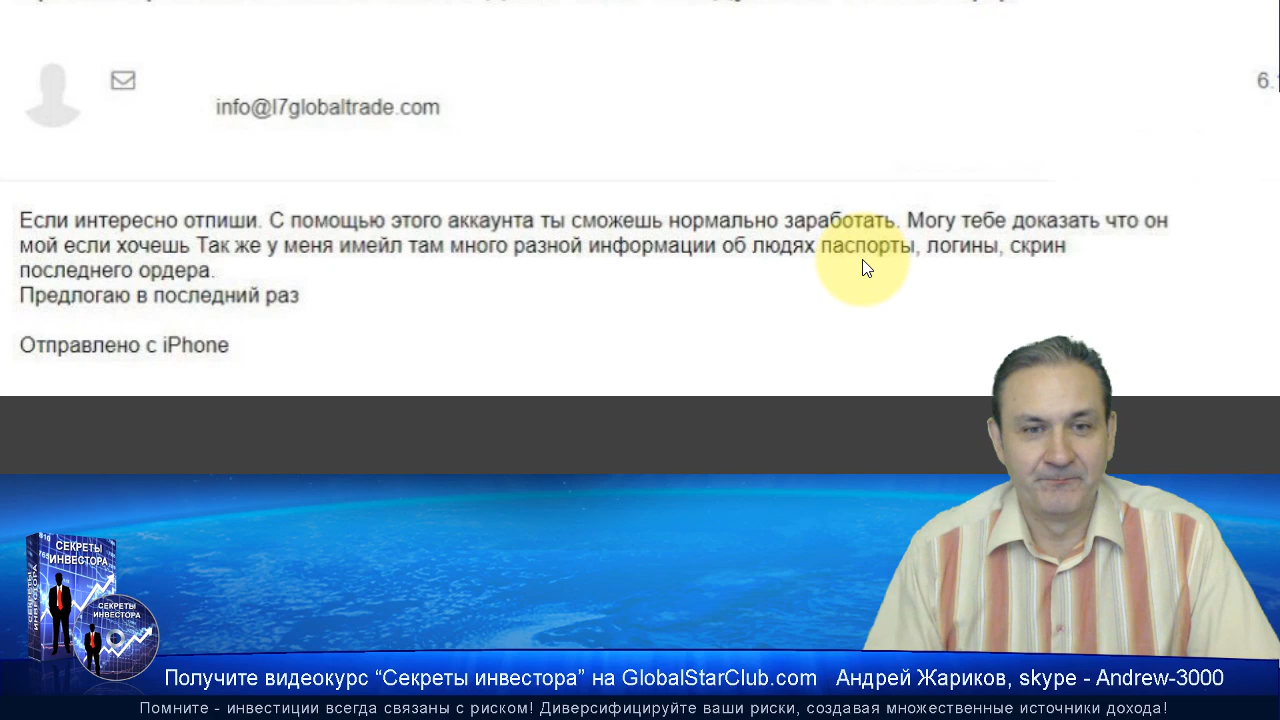 6.
info@l7globaltrade.com
Если интересно отпиши. С помощью этого аккаунта ты сможешь нормально заработать. Могу тебе доказать что он
мой если хочешь Так же у меня имейл там много разной информации об людях паспорты, логины, скрин
последнего ордера.
Предлогаю в последний раз
Отправлено с iPhone
СЕКРЕТЫ
ИНВЕСТОРА
СЕКРЕТЫ ИНВЕСТОРА
СЕКРЕТЫ
ИНВЕСТОРА
Получите видеокурс “Секреты инвестора” на GlobalStarClub.com Андрей Жариков, skype - Andrew-3000
Помните - инвестиции всегда связаны с риском! Диверсифицируйте ваши риски, создавая множественные источники дохода!